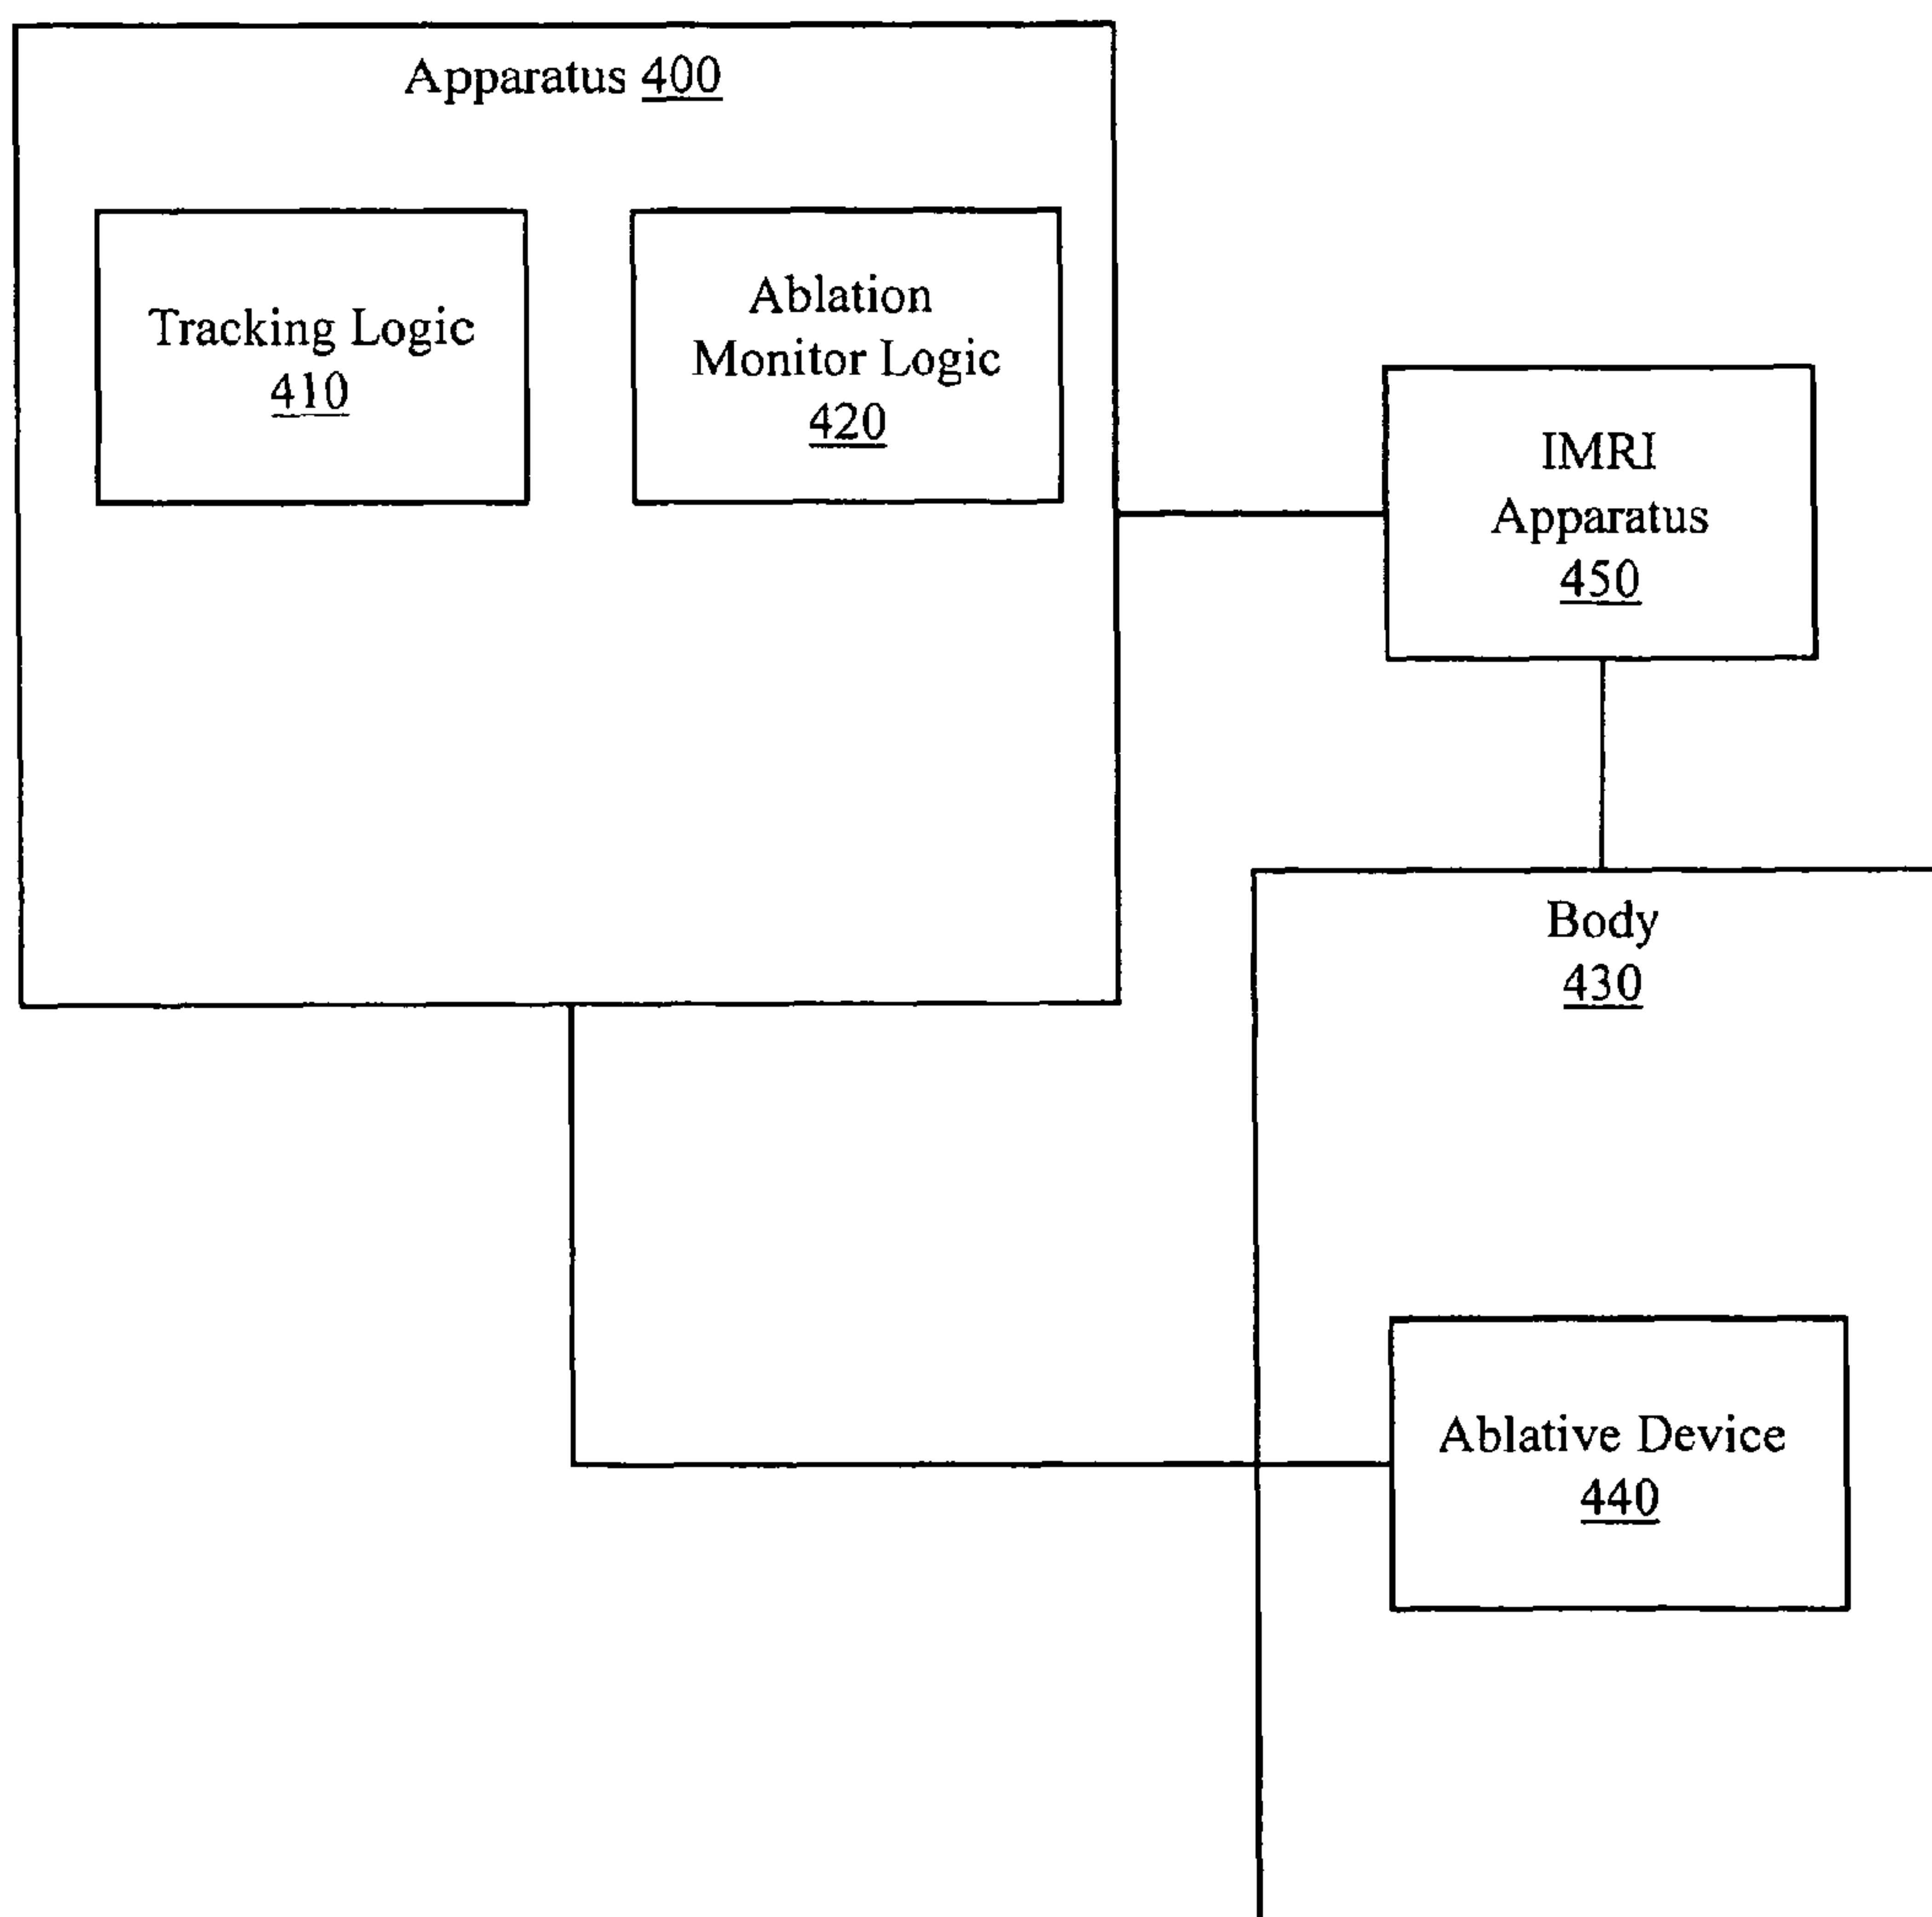 Apparatus 400
Tracking Logic
410
Ablation
Monitor Logic
420
IMRI
Apparatus
450
Body
430
Ablative Device
440